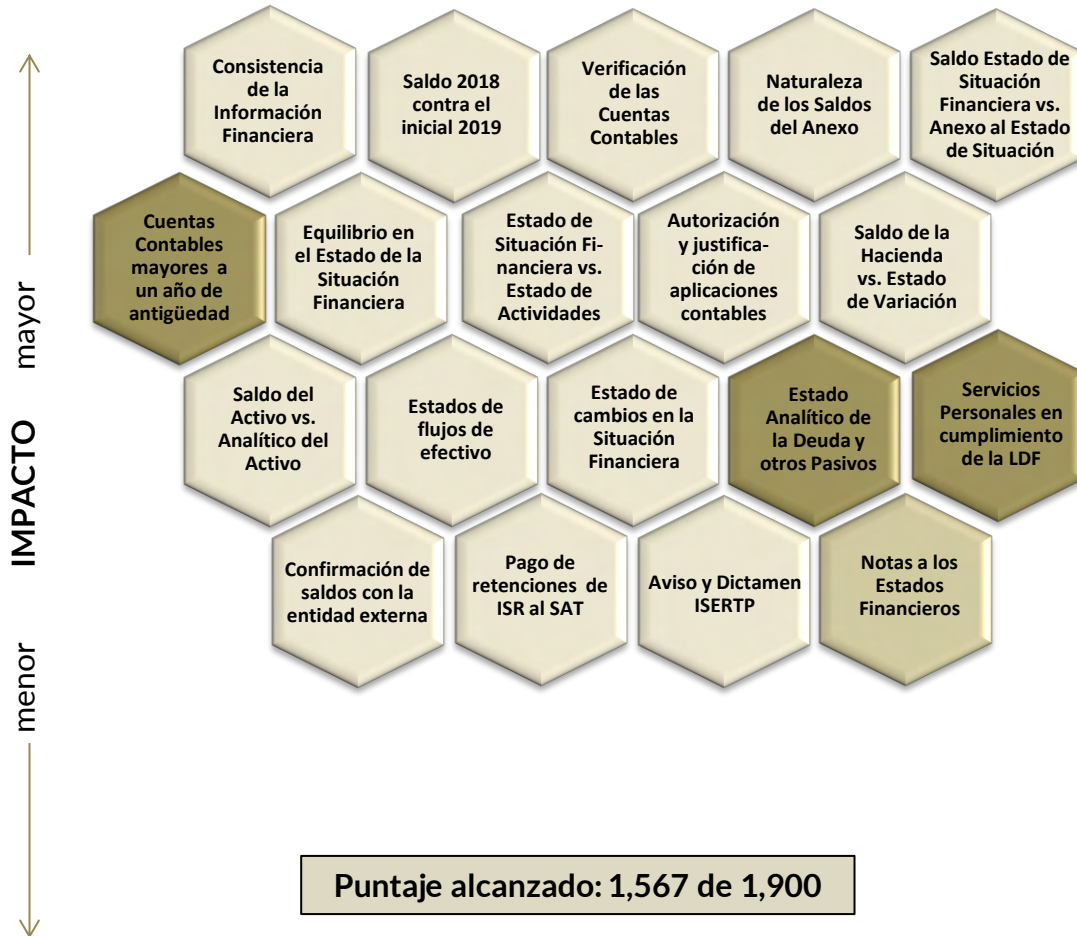 Consistencia
de la
Información
Financiera
Saldo 2018
contra el
inicial 2019
Verificación
de las
Cuentas
Contables
Naturaleza
de los Saldos
del Anexo
Saldo Estado de
Situación
Financiera vs.
Anexo al Estado
de Situación
Cuentas
Contables
mayores a
un año de
antigüedad
Equilibrio en
el Estado de la
Situación
Financiera
Estado de
Situación Fi-
nanciera vs.
Estado de
Actividades
Autorización
y justifica-
ción de
aplicaciones
contables
Saldo de la
Hacienda
vs. Estado
de Variación
Saldo del
Activo vs.
Analítico del
Activo
Estados de
flujos de
efectivo
Estado de
cambios en la
Situación
Financiera
Estado
Analítico de
la Deuda y
otros Pasivos
Servicios
Personales en
cumplimiento
de la LDF
Confirmación de
saldos con la
entidad externa
Pago de
retenciones de
ISR al SAT
Aviso y Dictamen
ISERTP
Notas a los
Estados
Financieros
menor IMPACTO mayor
Puntaje alcanzado: 1,567 de 1,900